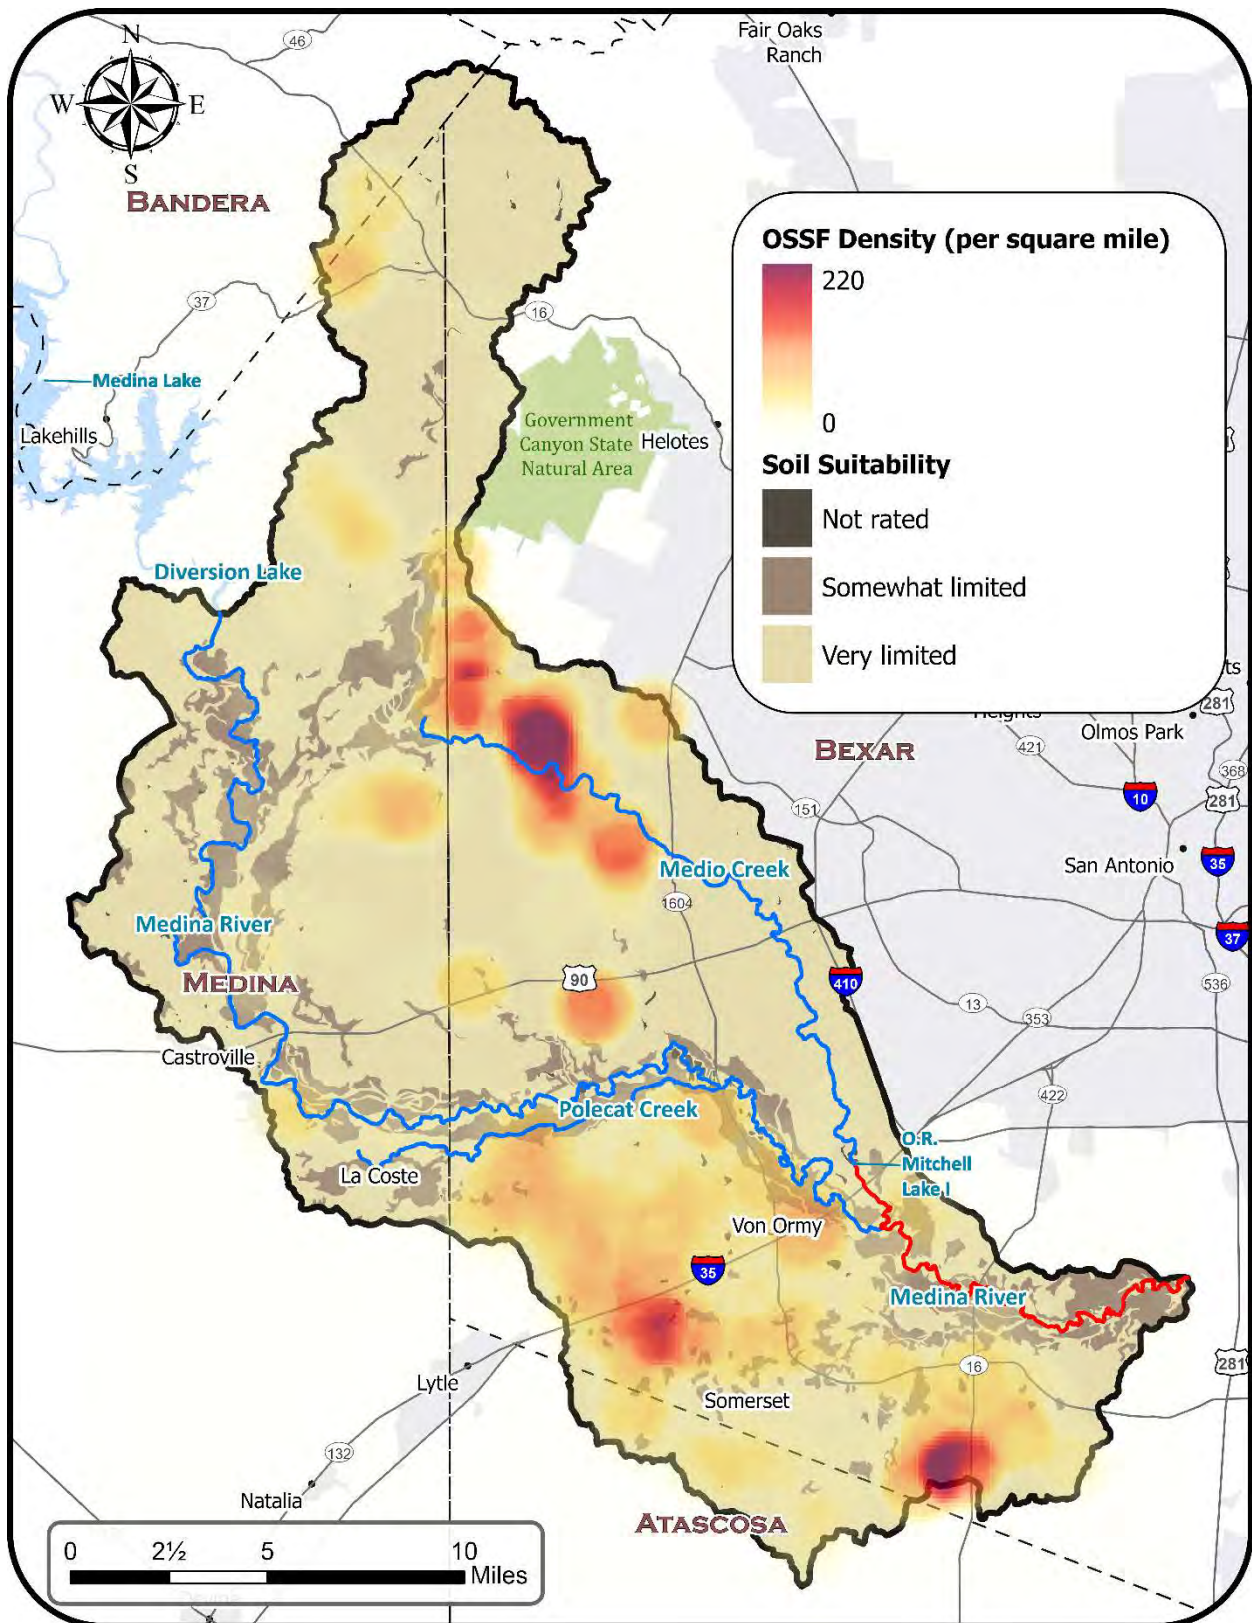 Fair Oaks
Ranch
46
N
W
E
S
BANDERA
OSSF Density (per square mile)
220
0
Soil Suitability
Not rated
Somewhat limited
Very limited
37
16
Medina Lake
Lakehills
Government
Canyon State
Natural Area
Helotes
Diversion Lake
ts
281
Heights
Olmos Park
421
BEXAR
368
10
281
151
35
San Antonio
Medio Creek
1604
Medina River
37
90
MEDINA
410
536
13
353
Castroville
422
Polecat Creek
O.R.
Mitchell
Lake I
La Coste
Von Ormy
35
Medina River
16
281
Lytle
Somerset
132
Natalia
ATASCOSA
0
2½
5
10
Miles